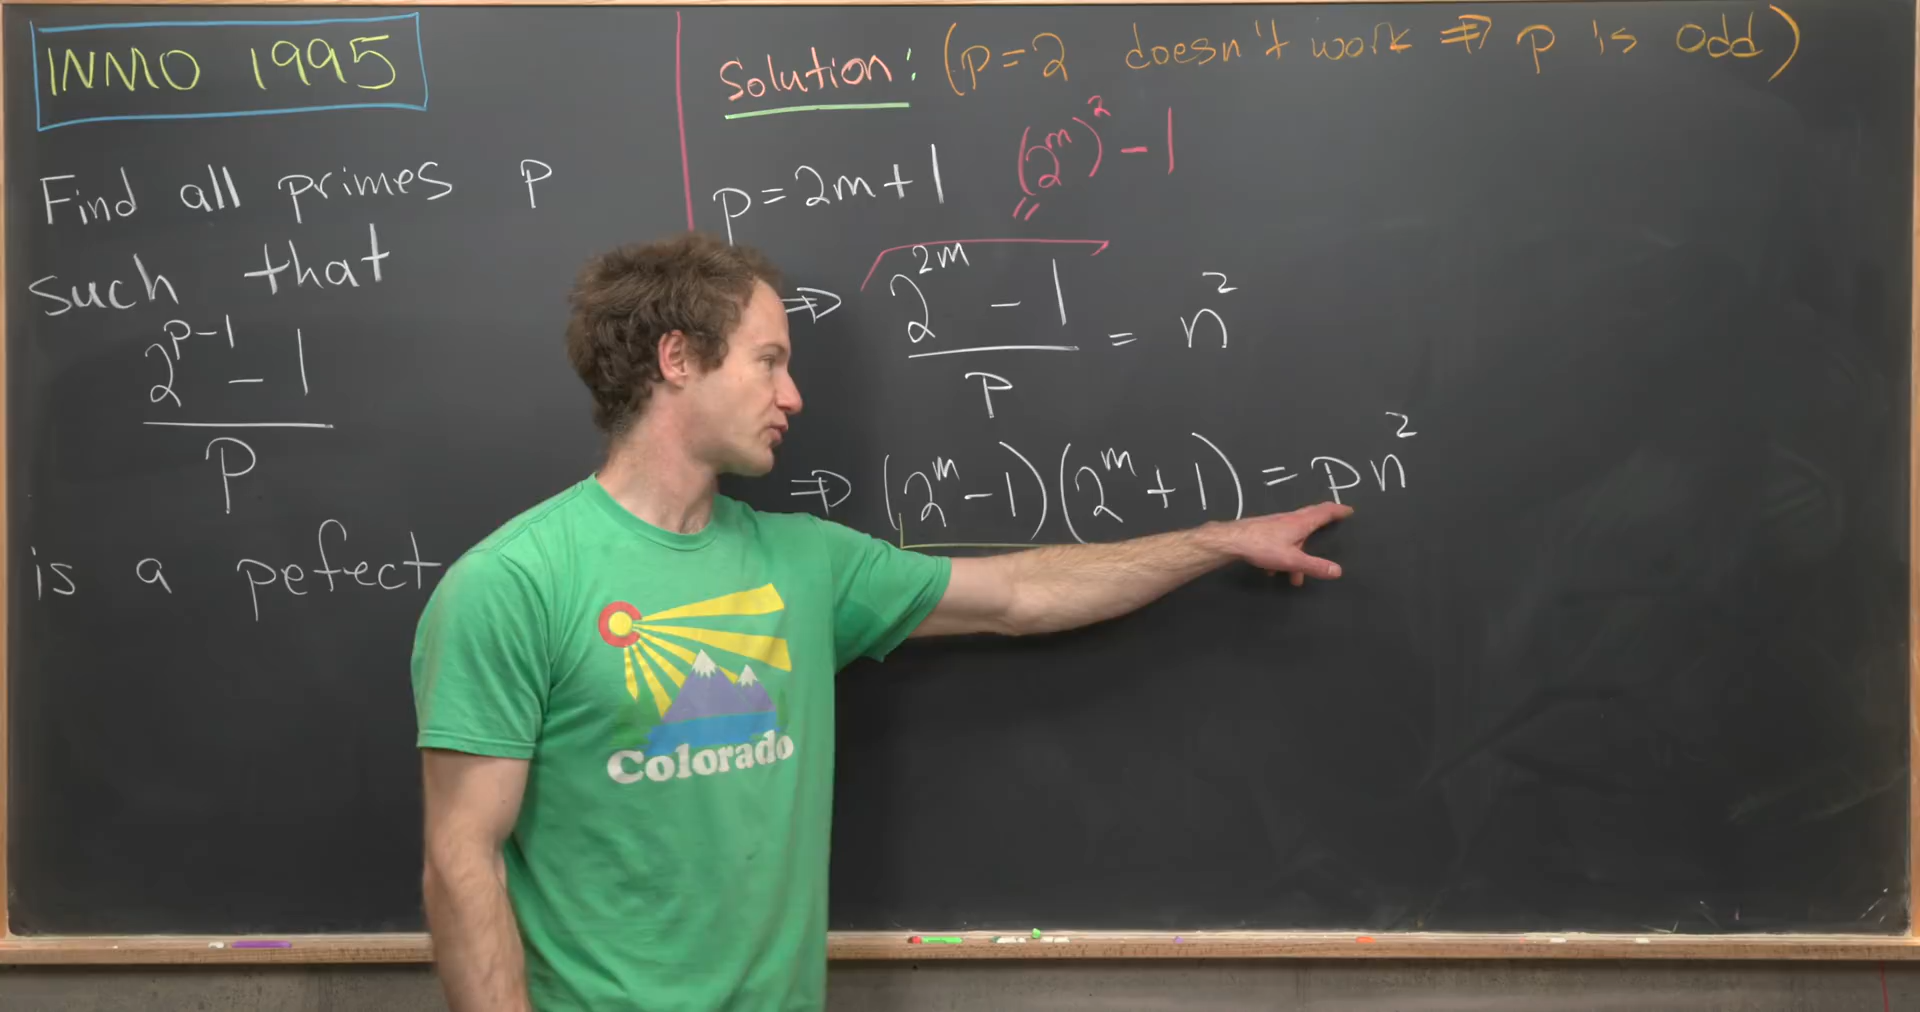 INMO 1995
Find all primes p
such that
2^{p-1} - 1
p
is a pefect
Solution: (p=2 doesn't work ⇒ p is odd)
p = 2m+1
(2^m)^2 - 1
"
⇒ 2^{2m} - 1 = n^2
p
⇒ (2^m - 1)(2^m + 1) = pn^2
Colorado